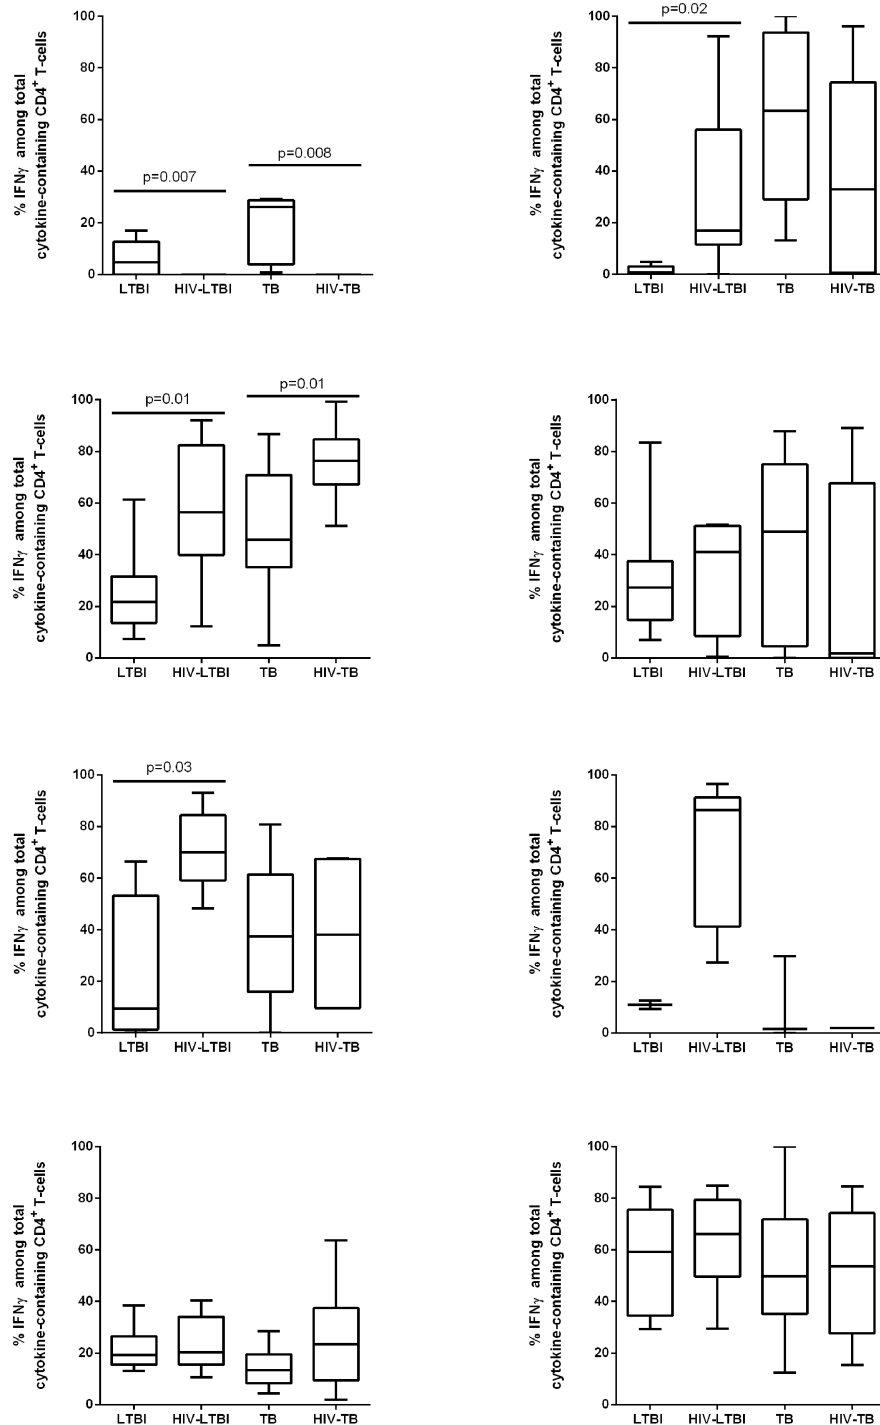 % IFNγ among total
cytokine-containing CD4⁺ T-cells
100
80
60
40
20
0
p=0.007
p=0.008
LTBI HIV-LTBI TB HIV-TB
% IFNγ among total
cytokine-containing CD4⁺ T-cells
100
80
60
40
20
0
p=0.02
LTBI HIV-LTBI TB HIV-TB
% IFNγ among total
cytokine-containing CD4⁺ T-cells
100
80
60
40
20
0
p=0.01
p=0.01
LTBI HIV-LTBI TB HIV-TB
% IFNγ among total
cytokine-containing CD4⁺ T-cells
100
80
60
40
20
0
LTBI HIV-LTBI TB HIV-TB
% IFNγ among total
cytokine-containing CD4⁺ T-cells
100
80
60
40
20
0
p=0.03
LTBI HIV-LTBI TB HIV-TB
% IFNγ among total
cytokine-containing CD4⁺ T-cells
100
80
60
40
20
0
LTBI HIV-LTBI TB HIV-TB
% IFNγ among total
cytokine-containing CD4⁺ T-cells
100
80
60
40
20
0
LTBI HIV-LTBI TB HIV-TB
% IFNγ among total
cytokine-containing CD4⁺ T-cells
100
80
60
40
20
0
LTBI HIV-LTBI TB HIV-TB